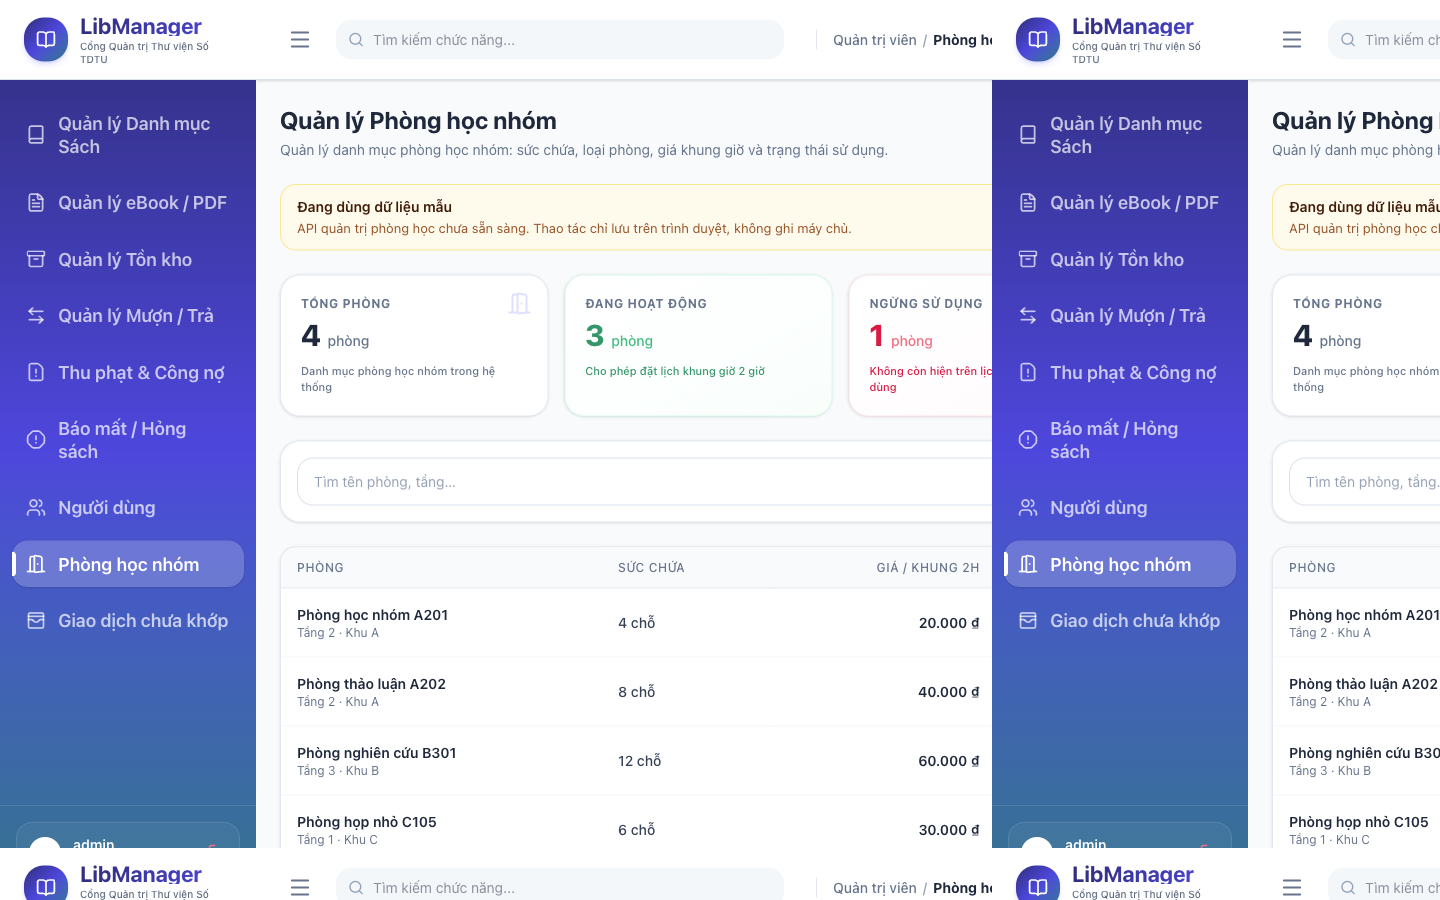 LibManager
Cổng Quản trị Thư viện Số
TDTU
Tìm kiếm chức năng...
Quản trị viên / Phòng họ
Quản lý Danh mục
Sách
Quản lý eBook / PDF
Quản lý Tồn kho
Quản lý Mượn / Trả
Thu phạt & Công nợ
Báo mất / Hỏng
sách
Người dùng
Phòng học nhóm
Giao dịch chưa khớp
admin
Quản lý Phòng học nhóm
Quản lý danh mục phòng học nhóm: sức chứa, loại phòng, giá khung giờ và trạng thái sử dụng.
Đang dùng dữ liệu mẫu
API quản trị phòng học chưa sẵn sàng. Thao tác chỉ lưu trên trình duyệt, không ghi máy chủ.
TỔNG PHÒNG
4 phòng
Danh mục phòng học nhóm trong hệ
thống
ĐANG HOẠT ĐỘNG
3 phòng
Cho phép đặt lịch khung giờ 2 giờ
NGỪNG SỬ DỤNG
1 phòng
Không còn hiện trên lịc
dùng
Tìm tên phòng, tầng...
PHÒNG SỨC CHỨA GIÁ / KHUNG 2H
Phòng học nhóm A201
Tầng 2 · Khu A
4 chỗ
20.000 ₫
Phòng thảo luận A202
Tầng 2 · Khu A
8 chỗ
40.000 ₫
Phòng nghiên cứu B301
Tầng 3 · Khu B
12 chỗ
60.000 ₫
Phòng họp nhỏ C105
Tầng 1 · Khu C
6 chỗ
30.000 ₫
LibManager
Cổng Quản trị Thư viện Số
TDTU
Tìm kiếm ch
Quản lý Danh mục
Sách
Quản lý eBook / PDF
Quản lý Tồn kho
Quản lý Mượn / Trả
Thu phạt & Công nợ
Báo mất / Hỏng
sách
Người dùng
Phòng học nhóm
Giao dịch chưa khớp
admin
Quản lý Phòng
Quản lý danh mục phòng h
Đang dùng dữ liệu mẫu
API quản trị phòng học ch
TỔNG PHÒNG
4 phòng
Danh mục phòng học nhóm
thống
Tìm tên phòng, tầng.
PHÒNG
Phòng học nhóm A201
Tầng 2 · Khu A
Phòng thảo luận A202
Tầng 2 · Khu A
Phòng nghiên cứu B30
Tầng 3 · Khu B
Phòng họp nhỏ C105
Tầng 1 · Khu C
LibManager
Cổng Quản trị Thư viện Số
Tìm kiếm chức năng...
Quản trị viên / Phòng họ
LibManager
Cổng Quản trị Thư viện Số
Tìm kiếm ch